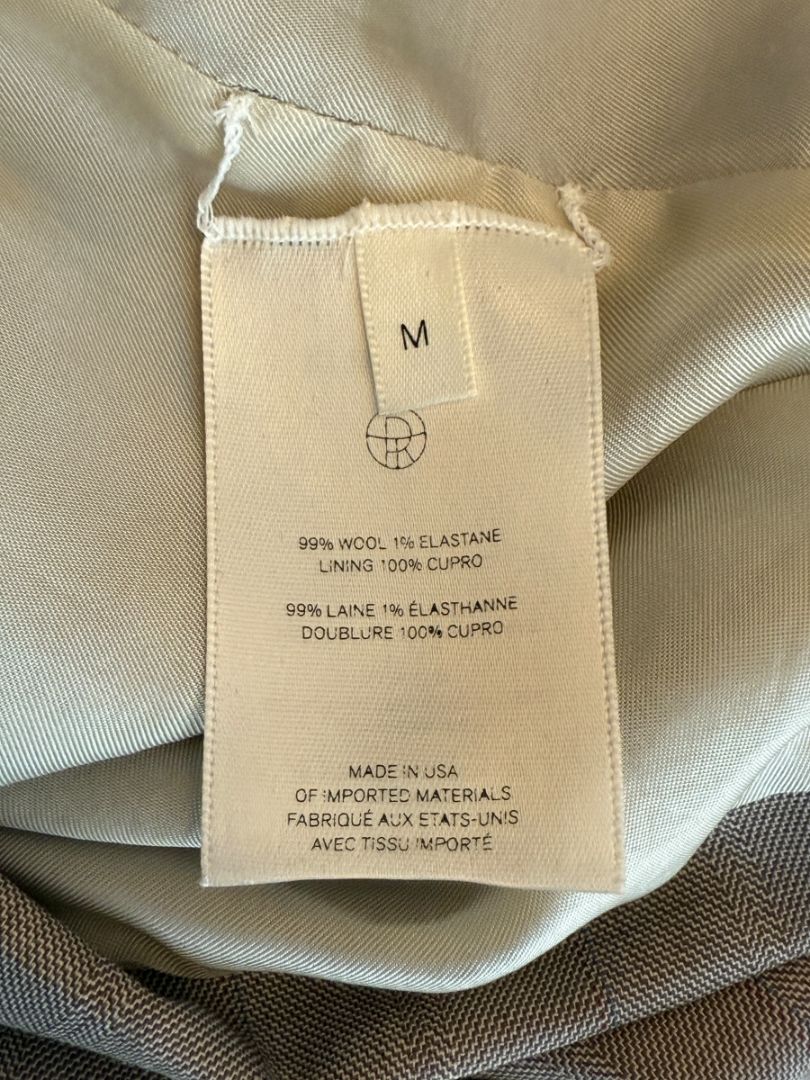 M
PR
99% WOOL 1% ELASTANE
LINING 100% CUPRO
99% LAINE 1% ÉLASTHANNE
DOUBLURE 100% CUPRO
MADE IN USA
OF IMPORTED MATERIALS
FABRIQUÉ AUX ETATS-UNIS
AVEC TISSU IMPORTÉ